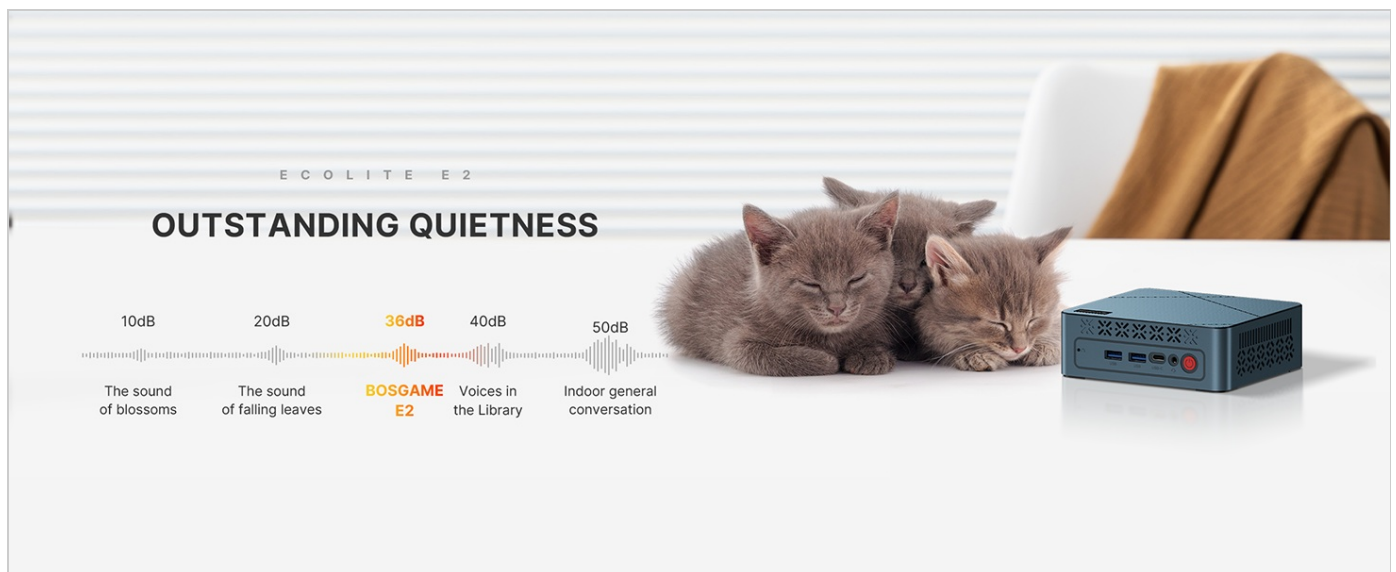 ECOLITE E2
OUTSTANDING QUIETNESS
10dB
20dB
36dB
40dB
50dB
The sound
of blossoms
The sound
of falling leaves
BOSGAME
E2
Voices in
the Library
Indoor general
conversation